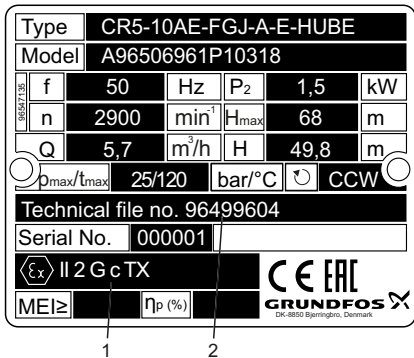 Type CR5-10AE-FGJ-A-E-HUBE
Model A96506961P10318
96547135
f 50 Hz P2 1,5 kW
n 2900 min-1 Hmax 68 m
Q 5,7 m3/h H 49,8 m
pmax/tmax 25/120 bar/°C CCW
Technical file no. 96499604
Serial No. 000001
Ex II 2 G c TX
CE EAC
MEI≥ ηp (%)
GRUNDFOS
DK-8850 Bjerringbro, Denmark
1 2